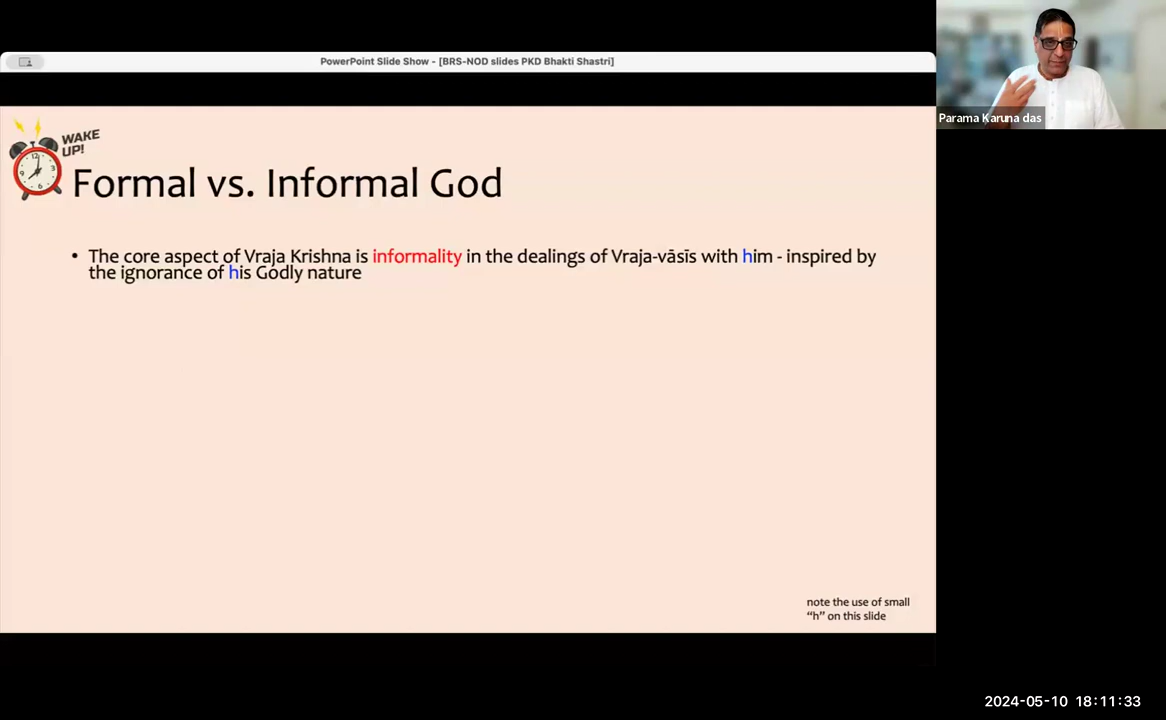 PowerPoint Slide Show - [BRS-NOD slides PKD Bhakti Shastri]
Parama Karuna das
WAKE
UP!
Formal vs. Informal God
• The core aspect of Vraja Krishna is informality in the dealings of Vraja-vāsīs with him - inspired by
the ignorance of his Godly nature
note the use of small
“h” on this slide
2024-05-10 18:11:33